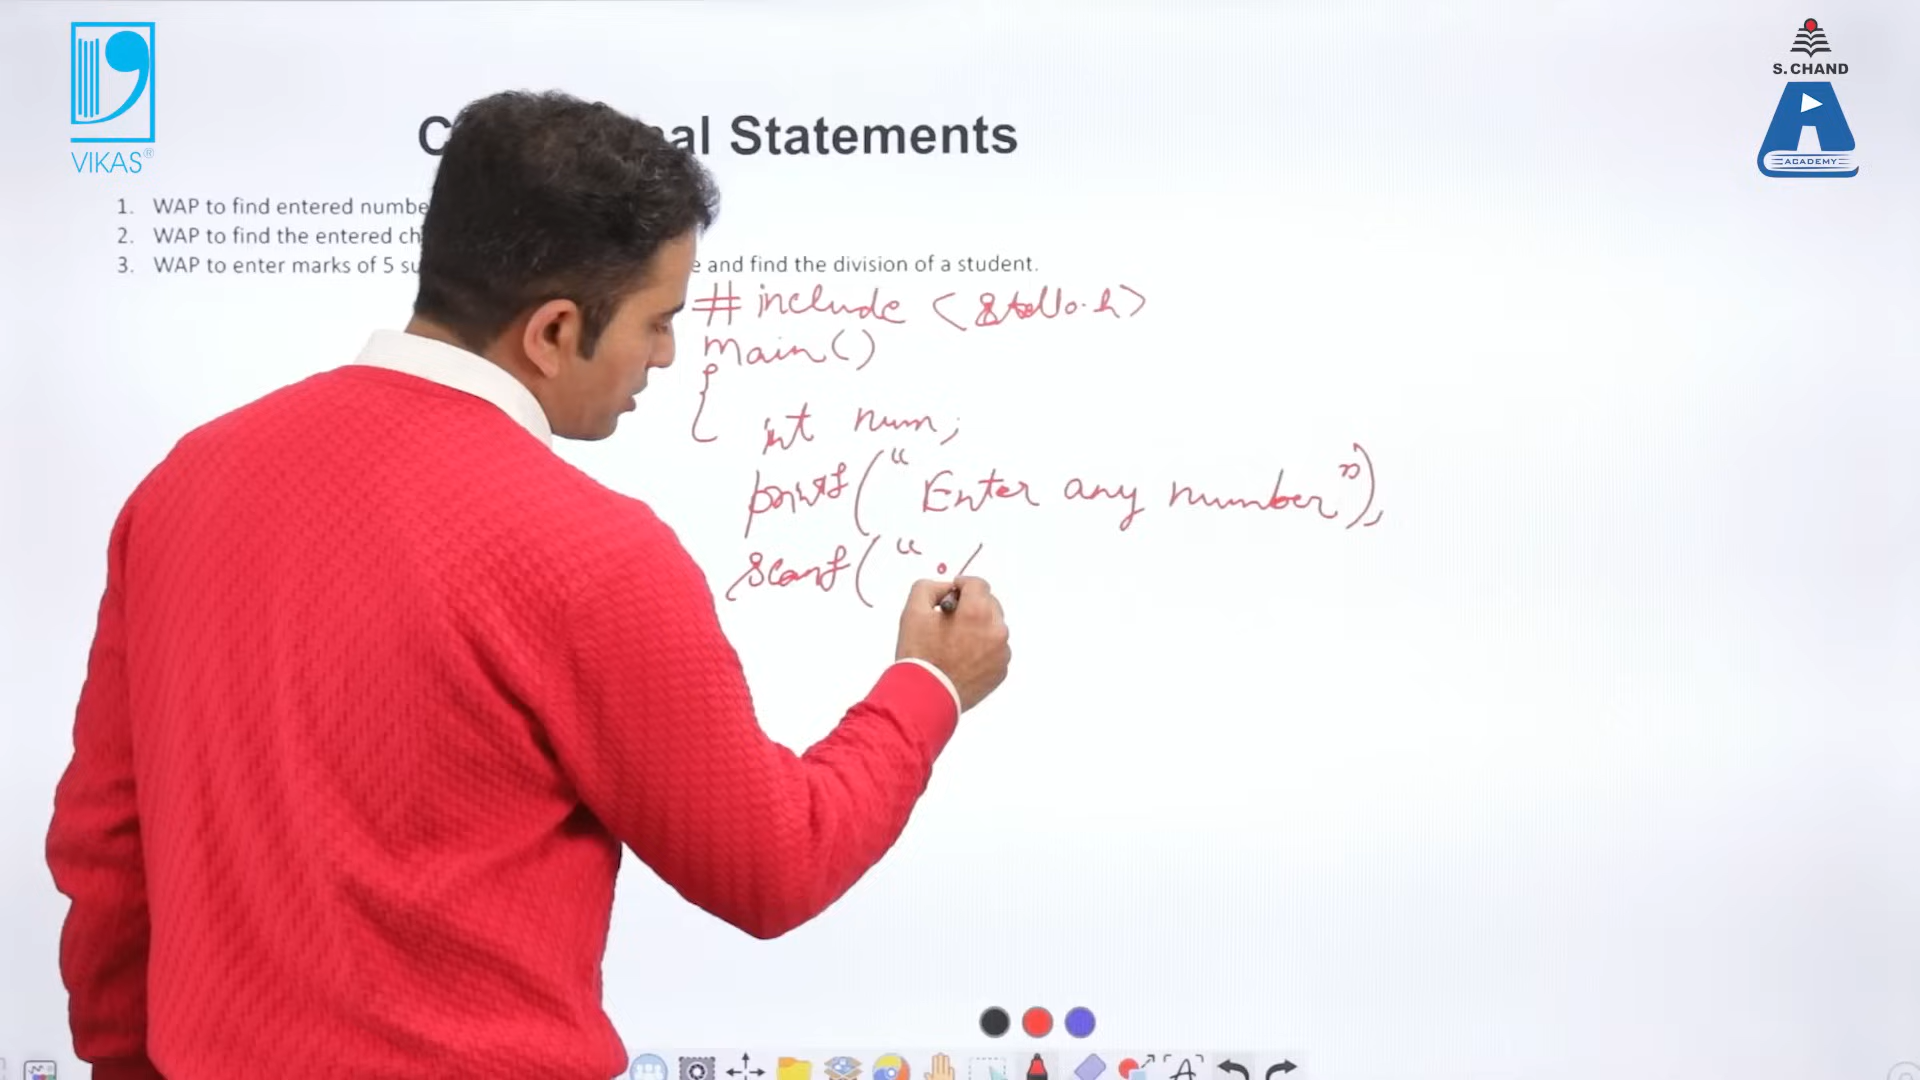 VIKAS®
S. CHAND
ACADEMY
al Statements
1. WAP to find entered numbe
2. WAP to find the entered ch
3. WAP to enter marks of 5 su e and find the division of a student.
# include <stdio.h>
main()
{
int num;
printf("Enter any number");
scanf(" %